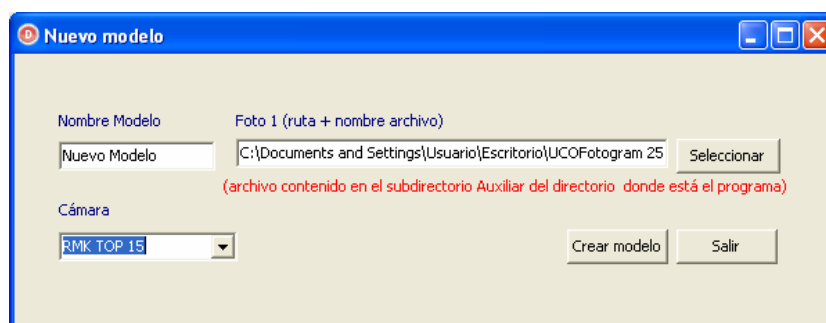 Nuevo modelo
Nombre Modelo
Foto 1 (ruta + nombre archivo)
Nuevo Modelo
C:\Documents and Settings\Usuario\Escritorio\UCOFotogram 25
Seleccionar
(archivo contenido en el subdirectorio Auxiliar del directorio donde está el programa)
Cámara
RMK TOP 15
Crear modelo
Salir